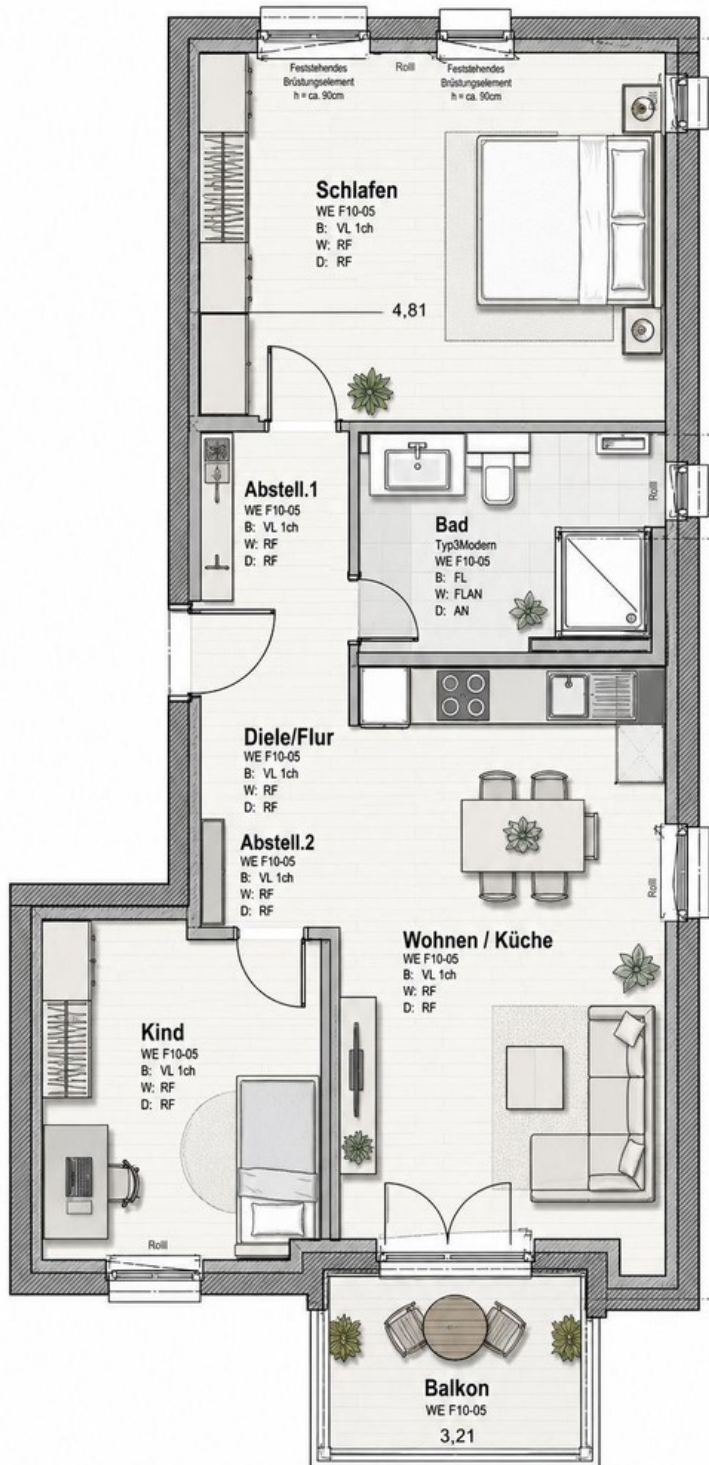 Feststehendes
Brüstungselement
h = ca. 90cm
Rolll
Feststehendes
Brüstungselement
h = ca. 90cm
Schlafen
WE F10-05
B: VL 1ch
W: RF
D: RF
4,81
Abstell.1
WE F10-05
B: VL 1ch
W: RF
D: RF
Bad
Typ3Modern
WE F10-05
B: FL
W: FLAN
D: AN
Rolll
Diele/Flur
WE F10-05
B: VL 1ch
W: RF
D: RF
Abstell.2
WE F10-05
B: VL 1ch
W: RF
D: RF
Rolll
Wohnen / Küche
WE F10-05
B: VL 1ch
W: RF
D: RF
Kind
WE F10-05
B: VL 1ch
W: RF
D: RF
Rolll
Balkon
WE F10-05
3,21